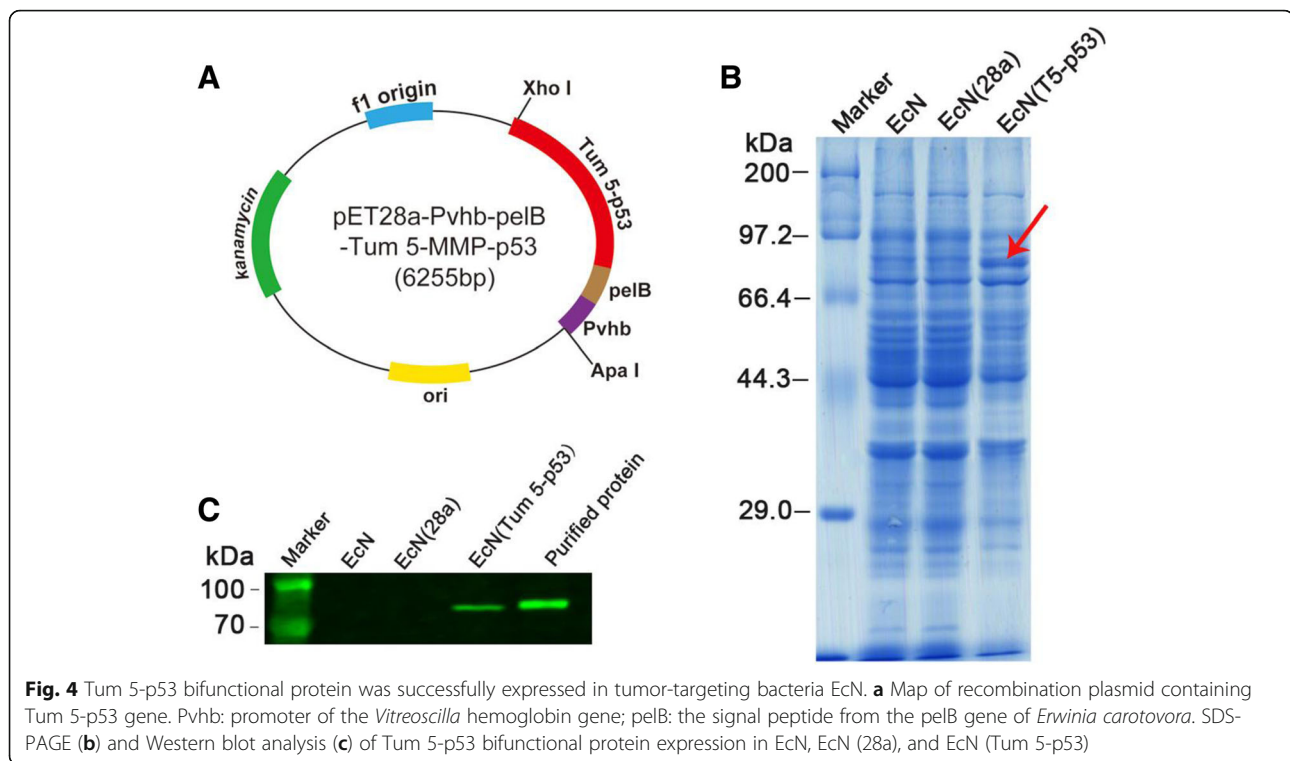 A
f1 origin
Xho I
Tum 5-p53
kanamycin
pET28a-Pvhb-pelB
-Tum 5-MMP-p53
(6255bp)
pelB
Pvhb
Apa I
ori
B
Marker
EcN
EcN(28a)
EcN(T5-p53)
kDa
200
97.2
66.4
44.3
29.0
C
Marker
EcN
EcN(28a)
EcN(Tum 5-p53)
Purified protein
kDa
100
70
Fig. 4 Tum 5-p53 bifunctional protein was successfully expressed in tumor-targeting bacteria EcN. a Map of recombination plasmid containing
Tum 5-p53 gene. Pvhb: promoter of the Vitreoscilla hemoglobin gene; pelB: the signal peptide from the pelB gene of Erwinia carotovora. SDS-
PAGE (b) and Western blot analysis (c) of Tum 5-p53 bifunctional protein expression in EcN, EcN (28a), and EcN (Tum 5-p53)